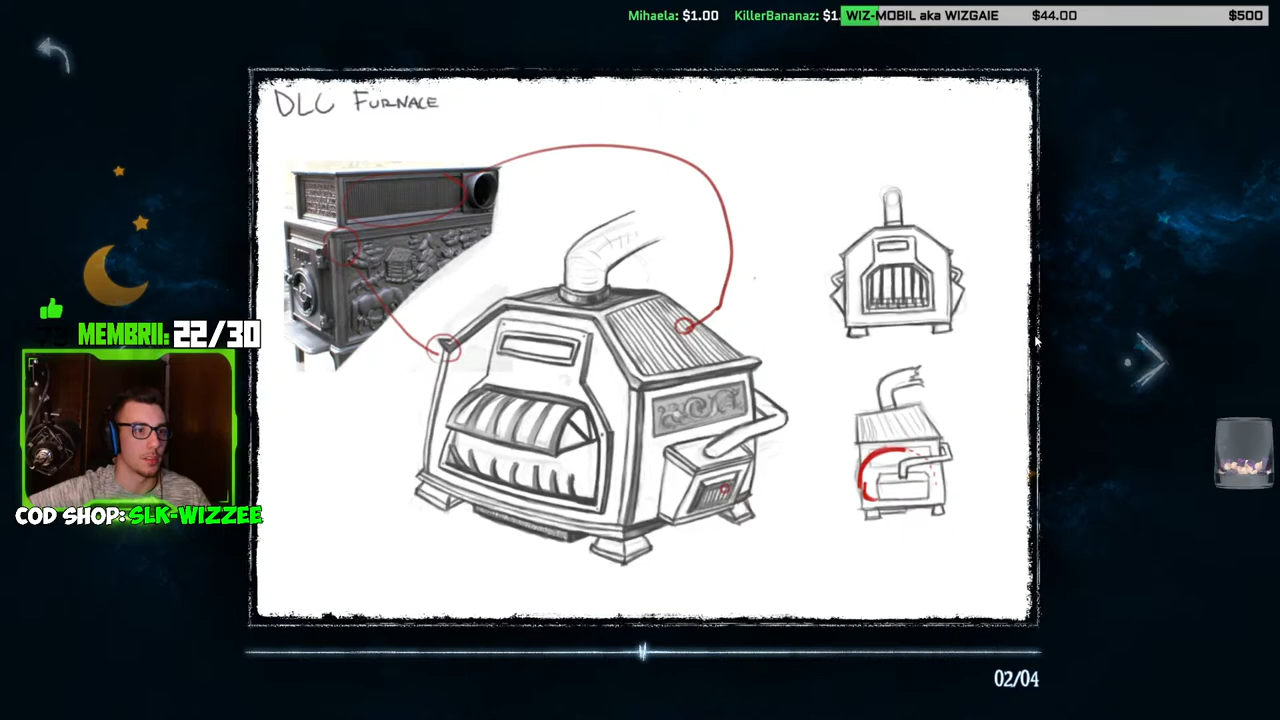 Mihaela: $1.00 KillerBananaz: $1. WIZ-MOBIL aka WIZGAIE $44.00 $500
DLC FURNACE
MEMBRII: 22/30
COD SHOP: SLK-WIZZEE
02/04